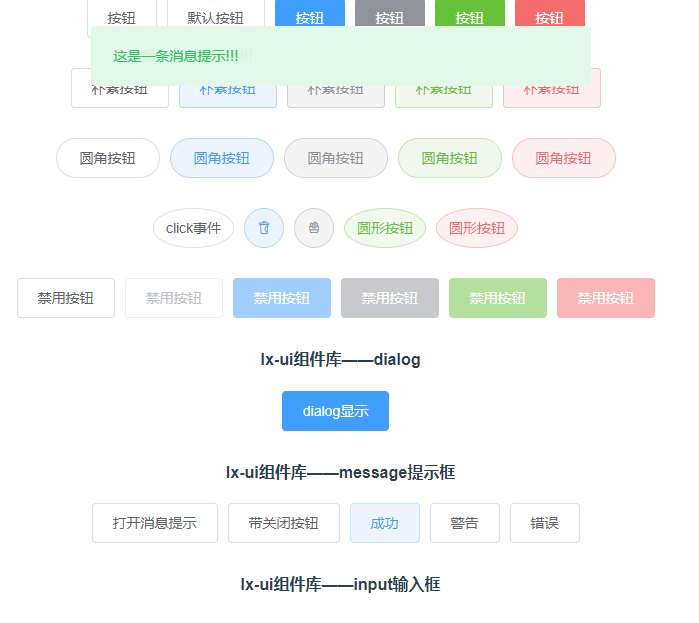 按钮 默认按钮 按钮 按钮 按钮 按钮
这是一条消息提示!!!
朴素按钮 朴素按钮 朴素按钮 朴素按钮 朴素按钮
圆角按钮 圆角按钮 圆角按钮 圆角按钮 圆角按钮
click事件 圆形按钮 圆形按钮
禁用按钮 禁用按钮 禁用按钮 禁用按钮 禁用按钮 禁用按钮
lx-ui组件库——dialog
dialog显示
lx-ui组件库——message提示框
打开消息提示 带关闭按钮 成功 警告 错误
lx-ui组件库——input输入框